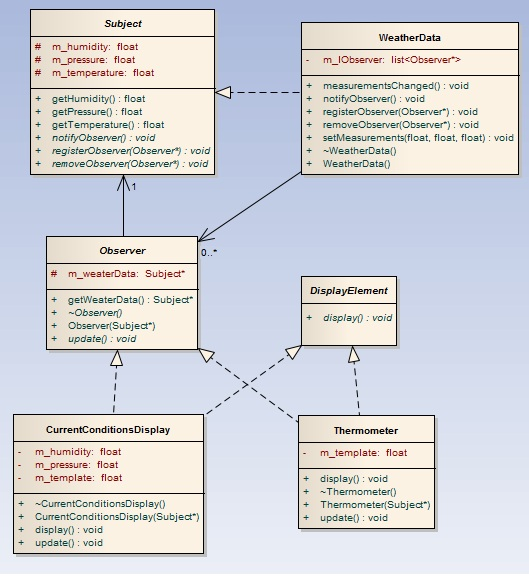 Subject
# m_humidity: float
# m_pressure: float
# m_temperature: float
+ getHumidity() : float
+ getPressure() : float
+ getTemperature() : float
+ notifyObserver() : void
+ registerObserver(Observer*) : void
+ removeObserver(Observer*) : void
WeatherData
- m_lObserver: list<Observer*>
+ measurementsChanged() : void
+ notifyObserver() : void
+ registerObserver(Observer*) : void
+ removeObserver(Observer*) : void
+ setMeasurements(float, float, float) : void
+ ~WeatherData()
+ WeatherData()
1
0..*
Observer
# m_weaterData: Subject*
+ getWeaterData() : Subject*
+ ~Observer()
+ Observer(Subject*)
+ update() : void
DisplayElement
+ display() : void
CurrentConditionsDisplay
- m_humidity: float
- m_pressure: float
- m_template: float
+ ~CurrentConditionsDisplay()
+ CurrentConditionsDisplay(Subject*)
+ display() : void
+ update() : void
Thermometer
- m_template: float
+ display() : void
+ ~Thermometer()
+ Thermometer(Subject*)
+ update() : void